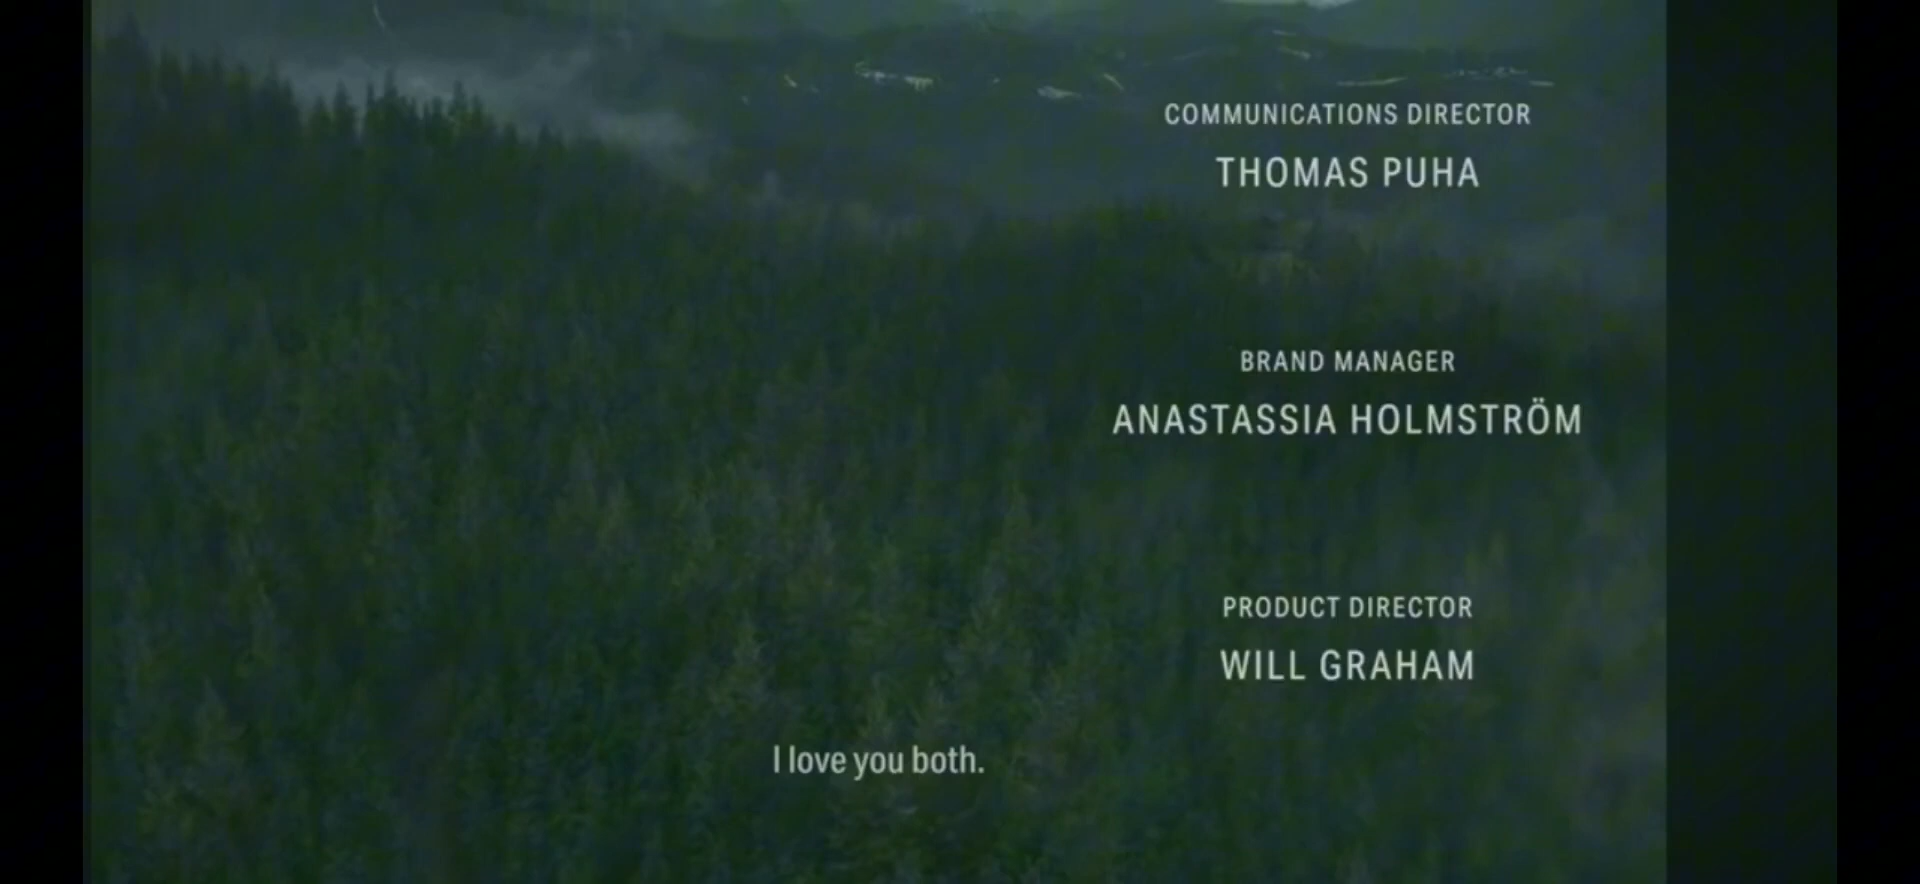 COMMUNICATIONS DIRECTOR
THOMAS PUHA
BRAND MANAGER
ANASTASSIA HOLMSTRÖM
PRODUCT DIRECTOR
WILL GRAHAM
I love you both.